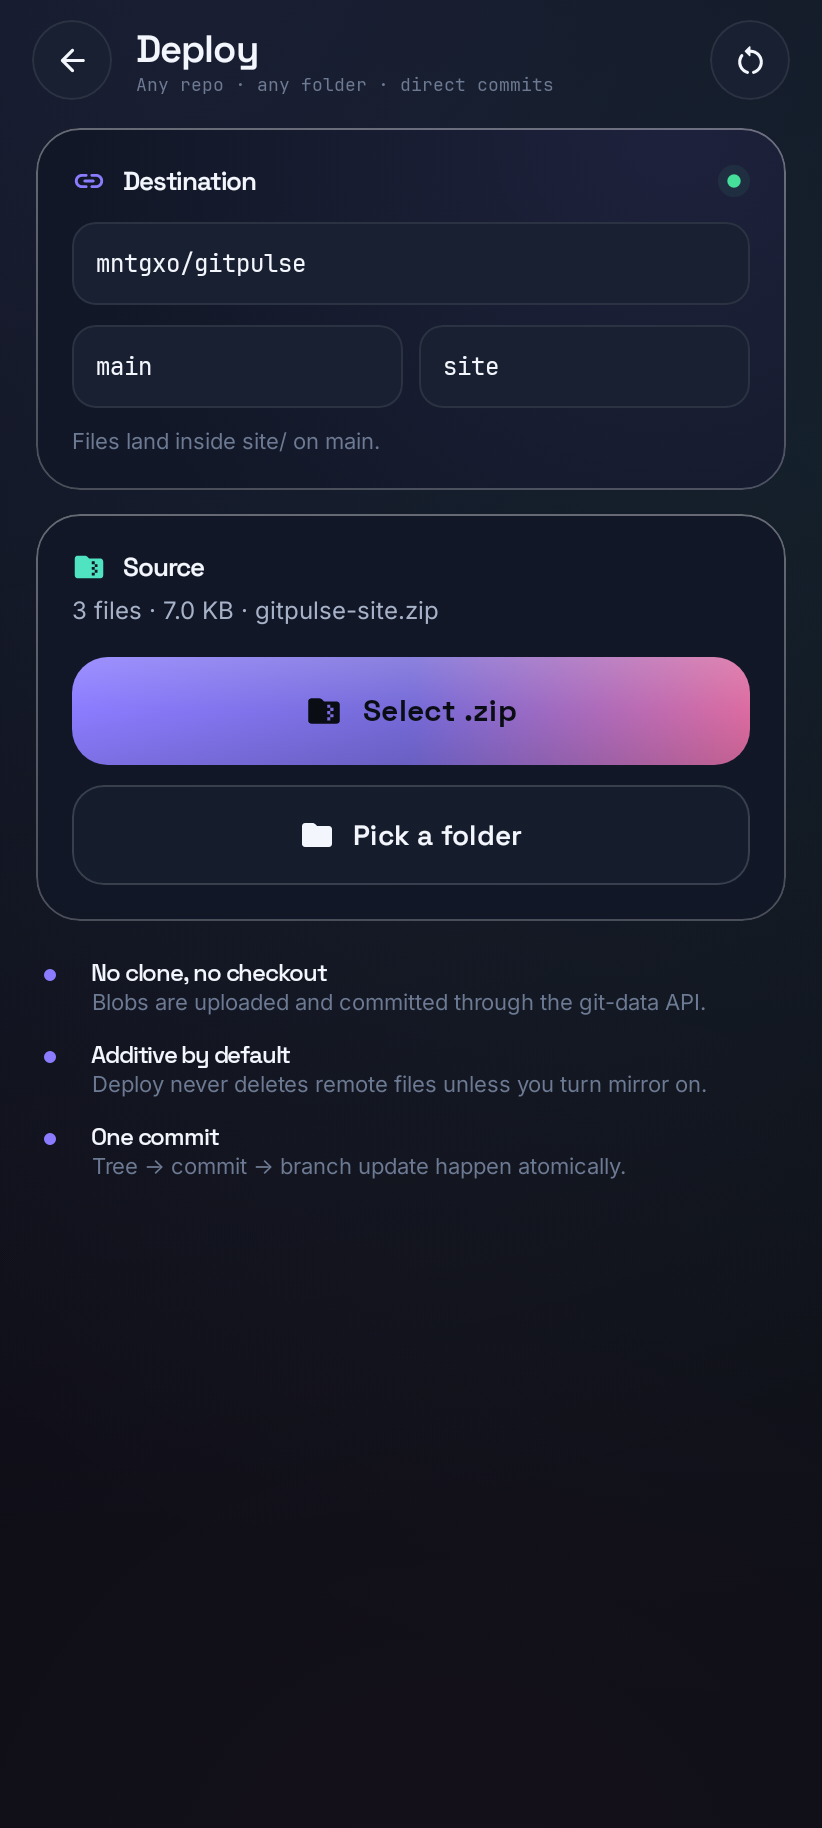 Deploy
Any repo · any folder · direct commits
Destination
mntgxo/gitpulse
main
site
Files land inside site/ on main.
Source
3 files · 7.0 KB · gitpulse-site.zip
Select .zip
Pick a folder
No clone, no checkout
Blobs are uploaded and committed through the git-data API.
Additive by default
Deploy never deletes remote files unless you turn mirror on.
One commit
Tree → commit → branch update happen atomically.